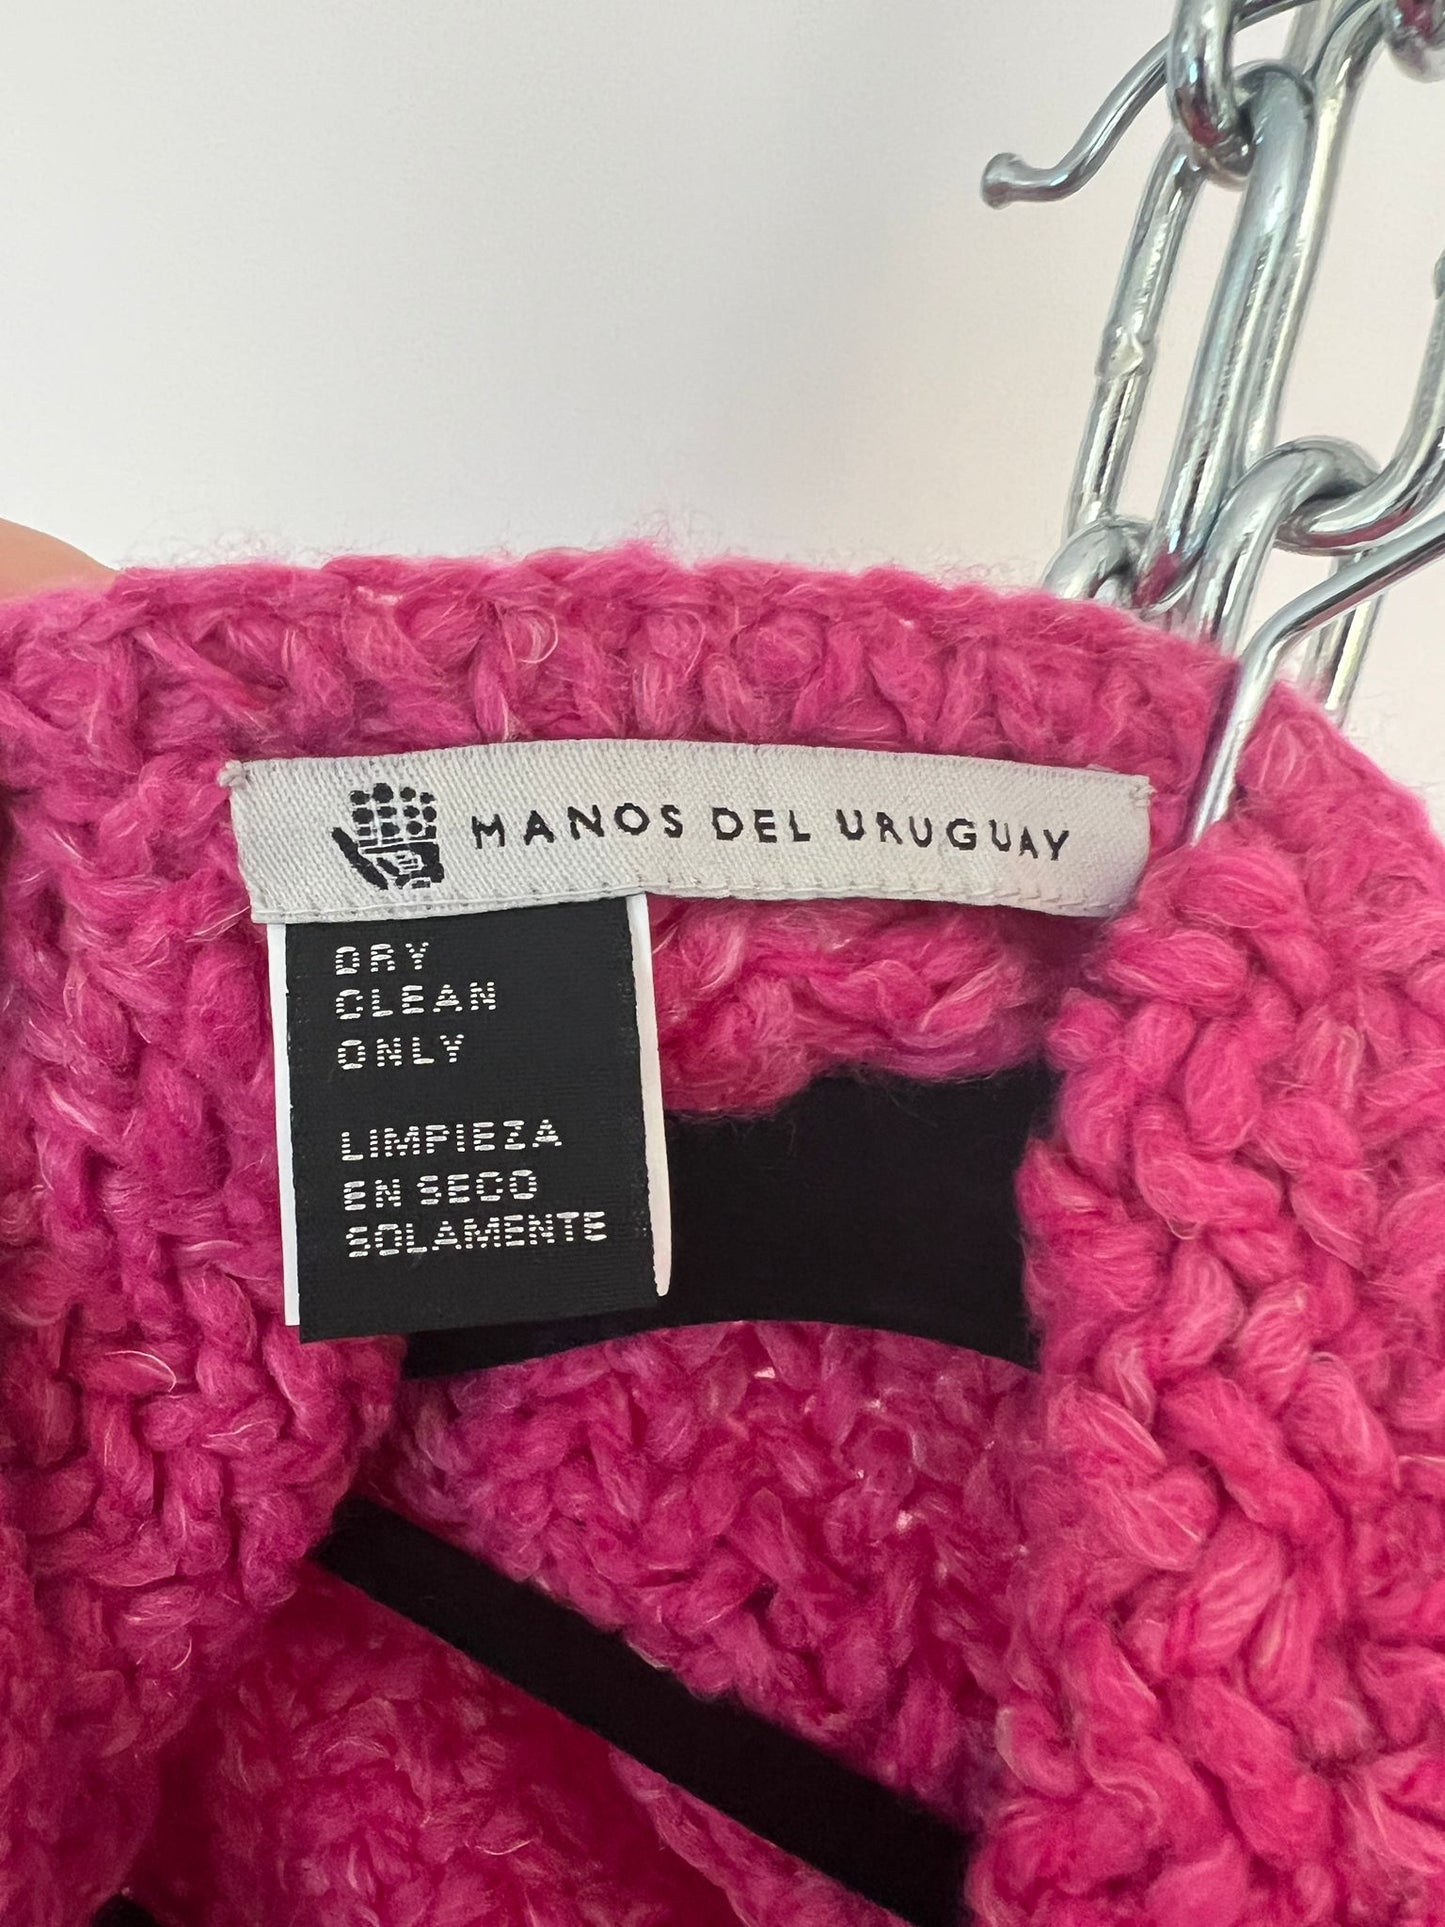 MANOS DEL URUGUAY
DRY
CLEAN
ONLY
LIMPIEZA
EN SECO
SOLAMENTE